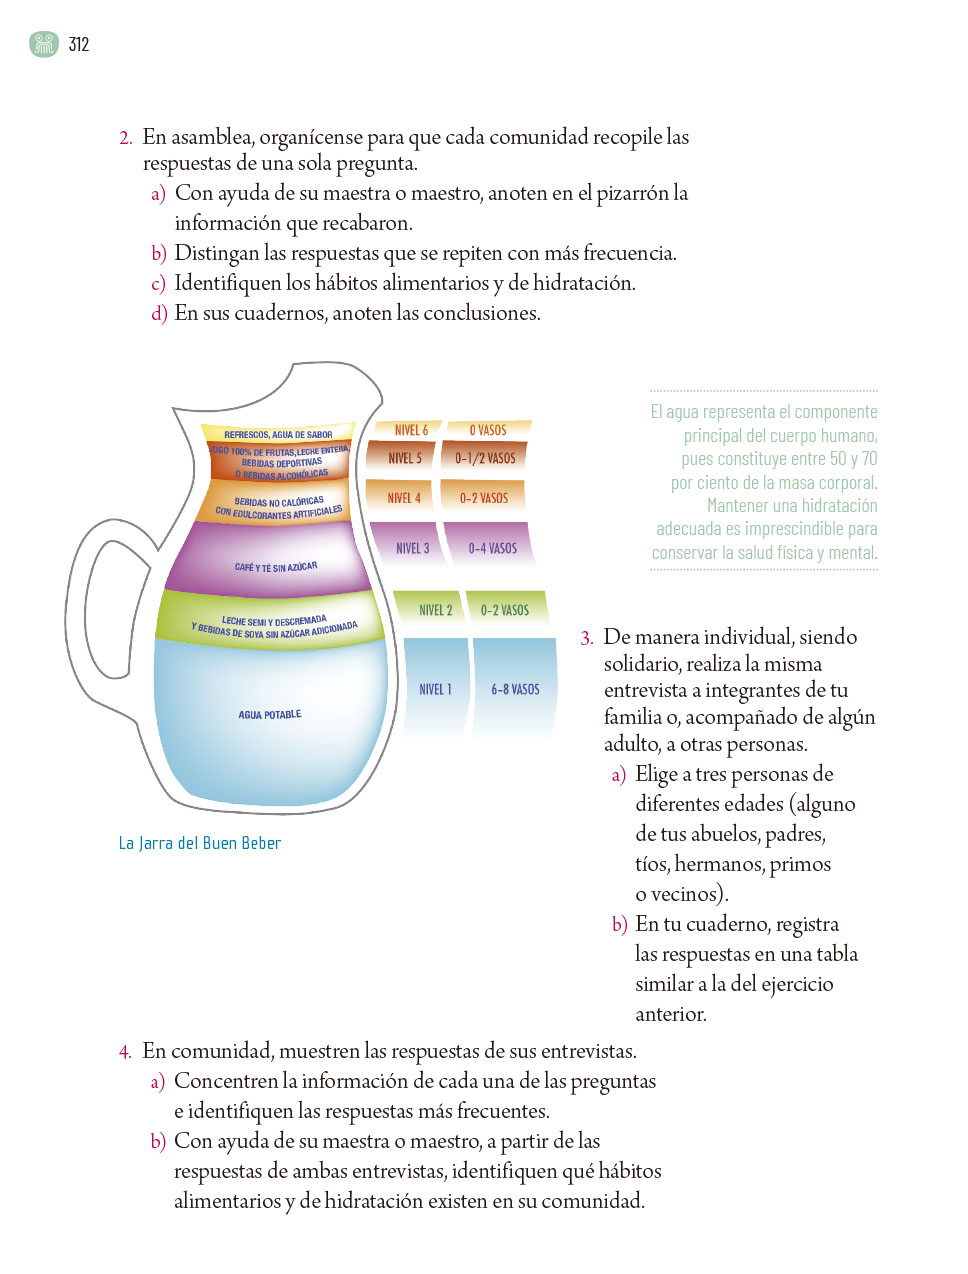 312
2. En asamblea, organícense para que cada comunidad recopile las
respuestas de una sola pregunta.
a) Con ayuda de su maestra o maestro, anoten en el pizarrón la
información que recabaron.
b) Distingan las respuestas que se repiten con más frecuencia.
c) Identifiquen los hábitos alimentarios y de hidratación.
d) En sus cuadernos, anoten las conclusiones.
REFRESCOS, AGUA DE SABOR
NIVEL 6 0 VASOS
JUGO 100% DE FRUTAS, LECHE ENTERA,
BEBIDAS DEPORTIVAS
O BEBIDAS ALCOHÓLICAS
NIVEL 5 0-1/2 VASOS
BEBIDAS NO CALÓRICAS
CON EDULCORANTES ARTIFICIALES
NIVEL 4 0-2 VASOS
CAFÉ Y TÉ SIN AZÚCAR
NIVEL 3 0-4 VASOS
LECHE SEMI Y DESCREMADA
Y BEBIDAS DE SOYA SIN AZÚCAR ADICIONADA
NIVEL 2 0-2 VASOS
AGUA POTABLE
NIVEL 1 6-8 VASOS
La Jarra del Buen Beber
El agua representa el componente
principal del cuerpo humano,
pues constituye entre 50 y 70
por ciento de la masa corporal.
Mantener una hidratación
adecuada es imprescindible para
conservar la salud física y mental.
3. De manera individual, siendo
solidario, realiza la misma
entrevista a integrantes de tu
familia o, acompañado de algún
adulto, a otras personas.
a) Elige a tres personas de
diferentes edades (alguno
de tus abuelos, padres,
tíos, hermanos, primos
o vecinos).
b) En tu cuaderno, registra
las respuestas en una tabla
similar a la del ejercicio
anterior.
4. En comunidad, muestren las respuestas de sus entrevistas.
a) Concentren la información de cada una de las preguntas
e identifiquen las respuestas más frecuentes.
b) Con ayuda de su maestra o maestro, a partir de las
respuestas de ambas entrevistas, identifiquen qué hábitos
alimentarios y de hidratación existen en su comunidad.